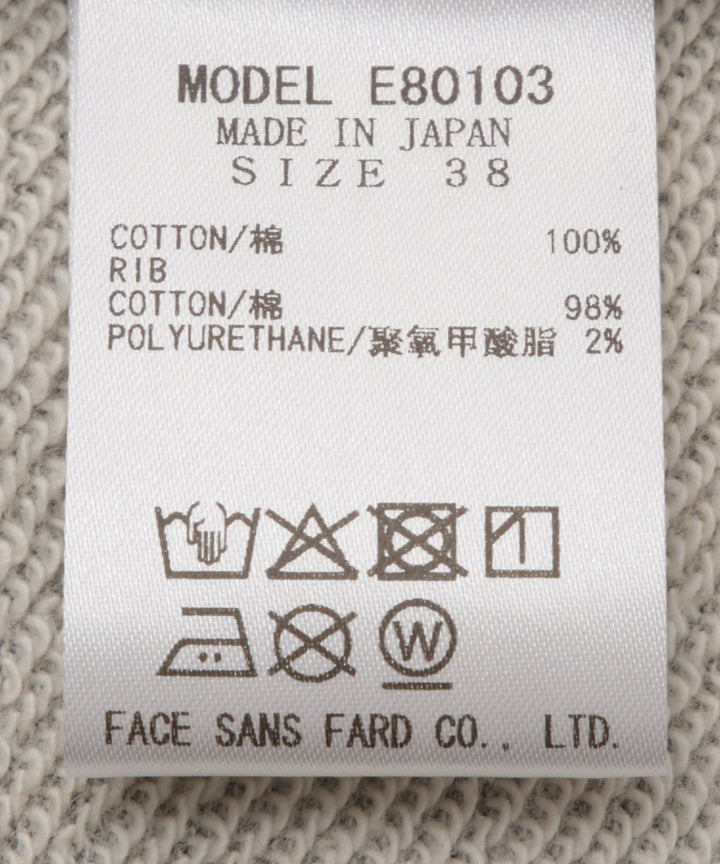 MODEL E80103
MADE IN JAPAN
SIZE 38
COTTON/棉 100%
RIB
COTTON/棉 98%
POLYURETHANE/聚氧甲酸脂 2%
W
FACE SANS FARD CO., LTD.